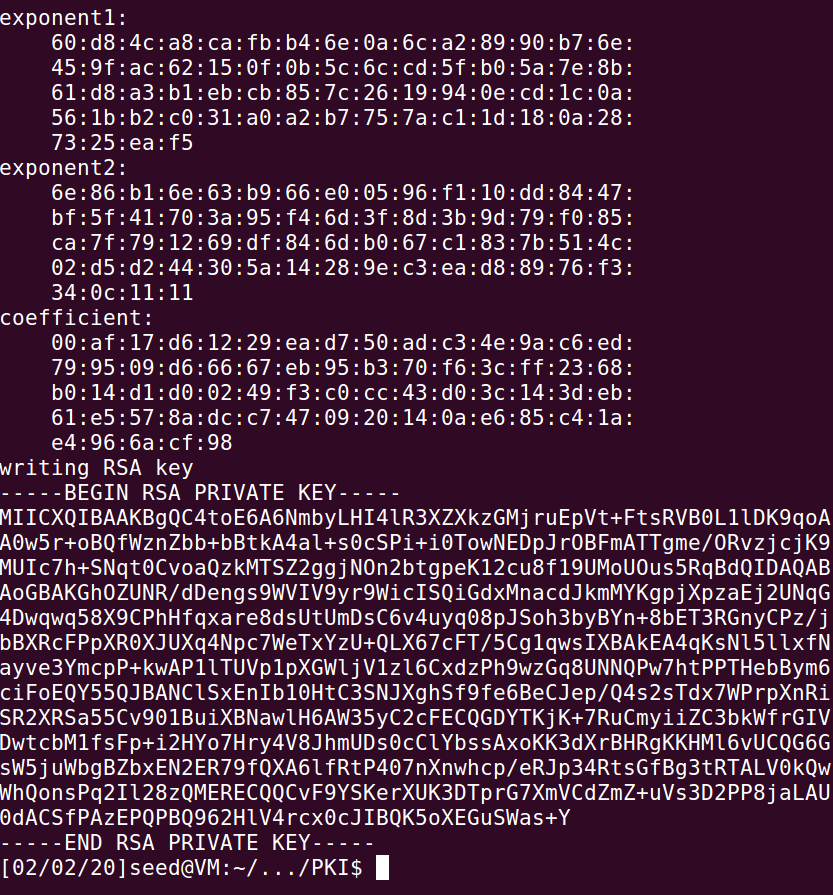 exponent1:
60:d8:4c:a8:ca:fb:b4:6e:0a:6c:a2:89:90:b7:6e:
45:9f:ac:62:15:0f:0b:5c:6c:cd:5f:b0:5a:7e:8b:
61:d8:a3:b1:eb:cb:85:7c:26:19:94:0e:cd:1c:0a:
56:1b:b2:c0:31:a0:a2:b7:75:7a:c1:1d:18:0a:28:
73:25:ea:f5
exponent2:
6e:86:b1:6e:63:b9:66:e0:05:96:f1:10:dd:84:47:
bf:5f:41:70:3a:95:f4:6d:3f:8d:3b:9d:79:f0:85:
ca:7f:79:12:69:df:84:6d:b0:67:c1:83:7b:51:4c:
02:d5:d2:44:30:5a:14:28:9e:c3:ea:d8:89:76:f3:
34:0c:11:11
coefficient:
00:af:17:d6:12:29:ea:d7:50:ad:c3:4e:9a:c6:ed:
79:95:09:d6:66:67:eb:95:b3:70:f6:3c:ff:23:68:
b0:14:d1:d0:02:49:f3:c0:cc:43:d0:3c:14:3d:eb:
61:e5:57:8a:dc:c7:47:09:20:14:0a:e6:85:c4:1a:
e4:96:6a:cf:98
writing RSA key
-----BEGIN RSA PRIVATE KEY-----
MIICXQIBAAKBgQC4toE6A6NmbyLHI4lR3XZXkzGMjruEpVt+FtsRVB0L1lDK9qoA
A0w5r+oBQfWznZbb+bBtkA4al+s0cSPi+i0TowNEDpJrOBFmATTgme/ORvzjcjK9
MUIc7h+SNqt0CvoaQzkMTSZ2ggjNOn2btgpeK12cu8f19UMoUOus5RqBdQIDAQAB
AoGBAKGhOZUNR/dDengs9WVIV9yr9WicISQiGdxMnacdJkmMYKgpjXpzaEj2UNqG
4Dwqwq58X9CPhHfqxare8dsUtUmDsC6v4uyq08pJSoh3byBYn+8bET3RGnyCPz/j
bBXRcFPpXR0XJUXq4Npc7WeTxYzU+QLX67cFT/5Cg1qwsIXBAkEA4qKsNl5llxfN
ayve3YmcpP+kwAP1lTUVp1pXGWljV1zl6CxdzPh9wzGq8UNNQPw7htPPTHebBym6
ciFoEQY55QJBANClSxEnIb10HtC3SNJXghSf9fe6BeCJep/Q4s2sTdx7WPrpXnRi
SR2XRSa55Cv901BuiXBNawlH6AW35yC2cFECQGDYTKjK+7RuCmyiiZC3bkWfrGIV
DwtcbM1fsFp+i2HYo7Hry4V8JhmUDs0cClYbssAxoKK3dXrBHRgKKHMl6vUCQG6G
sW5juWbgBZbxEN2ER79fQXA6lfRtP407nXnwhcp/eRJp34RtsGfBg3tRTALV0kQw
WhQonsPq2Il28zQMERECQQCvF9YSKerXUK3DTprG7XmVCdZmZ+uVs3D2PP8jaLAU
0dACSfPAzEPQPBQ962HlV4rcx0cJIBQK5oXEGuSWas+Y
-----END RSA PRIVATE KEY-----
[02/02/20]seed@VM:~/.../PKI$